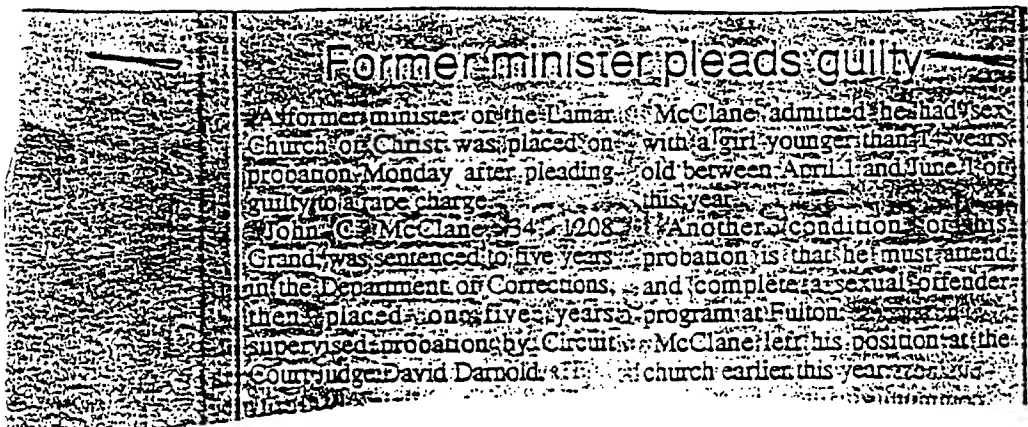 Former minister pleads guilty
A former minister of the Lamar
Church of Christ was placed on
probation Monday after pleading
guilty to a rape charge.
John C. McClane, 34, 1208
Grand, was sentenced to five years
in the Department of Corrections,
then placed on five years
supervised probation by Circuit
Court Judge David Darnold.
McClane admitted he had sex
with a girl younger than years
old between April 1 and June 1 of
this year.
Another condition of his
probation is that he must attend
and complete a sexual offender
program at Fulton.
McClane left his position at the
church earlier this year.